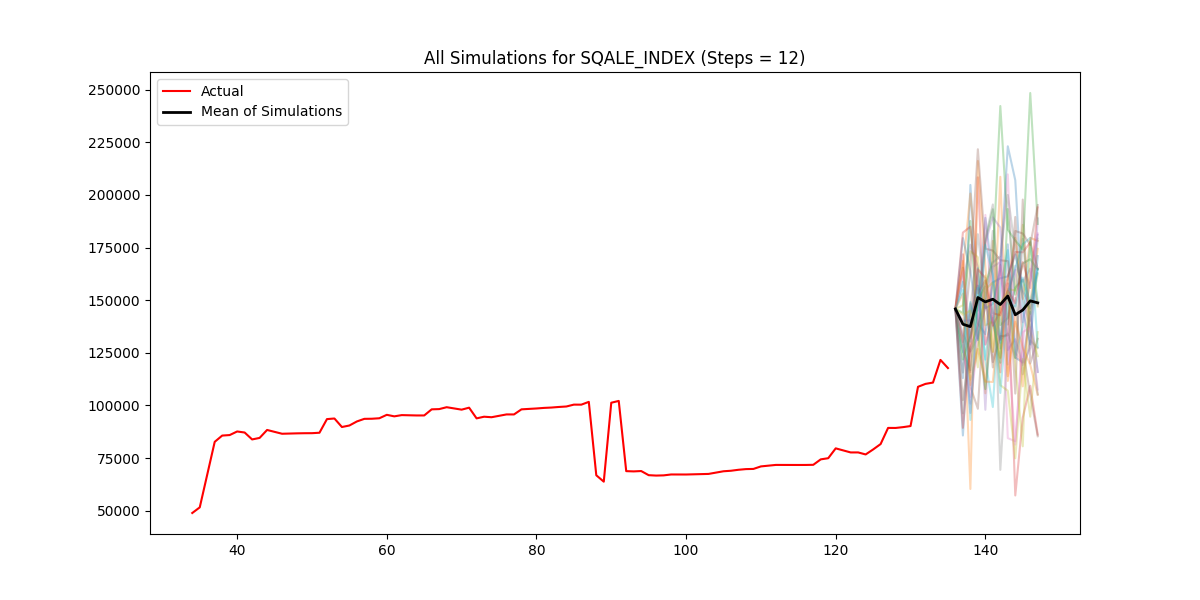 All Simulations for SQALE_INDEX (Steps = 12)
Actual
Mean of Simulations
250000
225000
200000
175000
150000
125000
100000
75000
50000
40 60 80 100 120 140